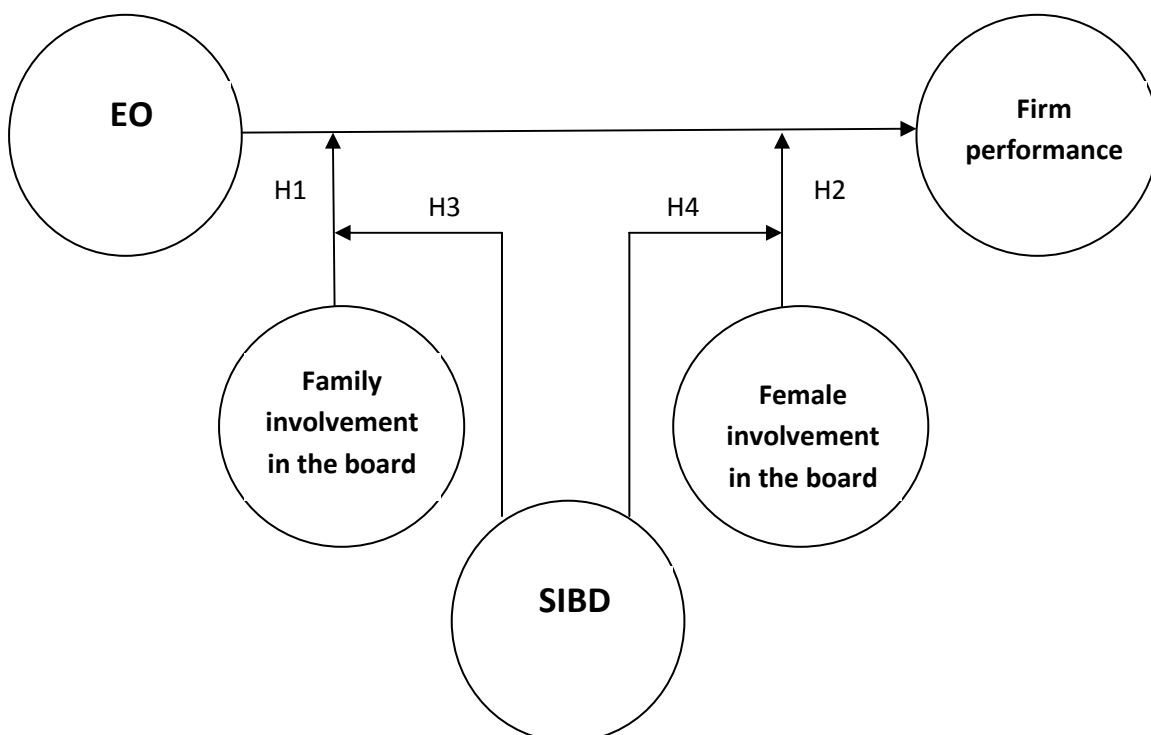 EO
Firm
performance
H1
H3
H4
H2
Family
involvement
in the board
Female
involvement
in the board
SIBD